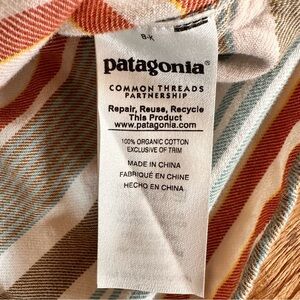 B-K
patagonia®
COMMON THREADS
PARTNERSHIP
Repair, Reuse, Recycle
This Product
www.patagonia.com
100% ORGANIC COTTON
EXCLUSIVE OF TRIM
MADE IN CHINA
FABRIQUÉ EN CHINE
HECHO EN CHINA